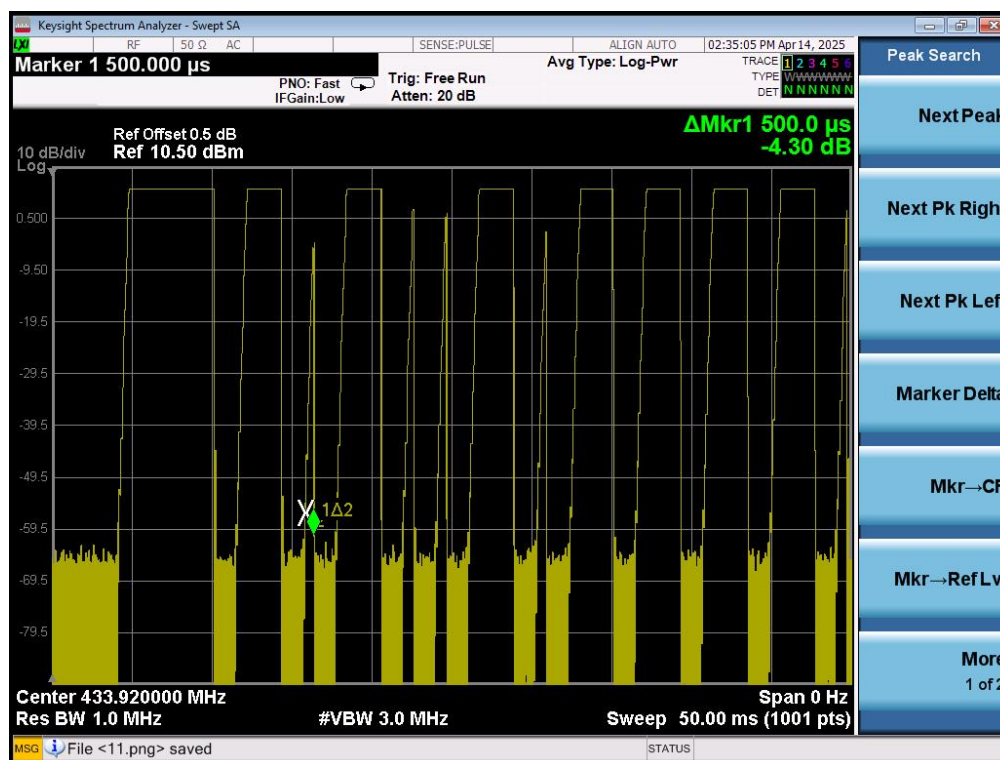 Keysight Spectrum Analyzer - Swept SA
LXI RF 50 Ω AC SENSE:PULSE ALIGN AUTO 02:35:05 PM Apr 14, 2025
Marker 1 500.000 µs
PNO: Fast
IFGain:Low
Trig: Free Run
Atten: 20 dB
Avg Type: Log-Pwr
TRACE 1 2 3 4 5 6
TYPE WWWWWW
DET N N N N N N
ΔMkr1 500.0 µs
-4.30 dB
Ref Offset 0.5 dB
10 dB/div Ref 10.50 dBm
Log
0.500
-9.50
-19.5
-29.5
-39.5
-49.5
-59.5
-69.5
-79.5
X 1Δ2
Center 433.920000 MHz Span 0 Hz
Res BW 1.0 MHz #VBW 3.0 MHz Sweep 50.00 ms (1001 pts)
MSG File <11.png> saved STATUS
Peak Search
Next Peak
Next Pk Righ
Next Pk Lef
Marker Delta
Mkr→CF
Mkr→Ref Lv
More
1 of 2